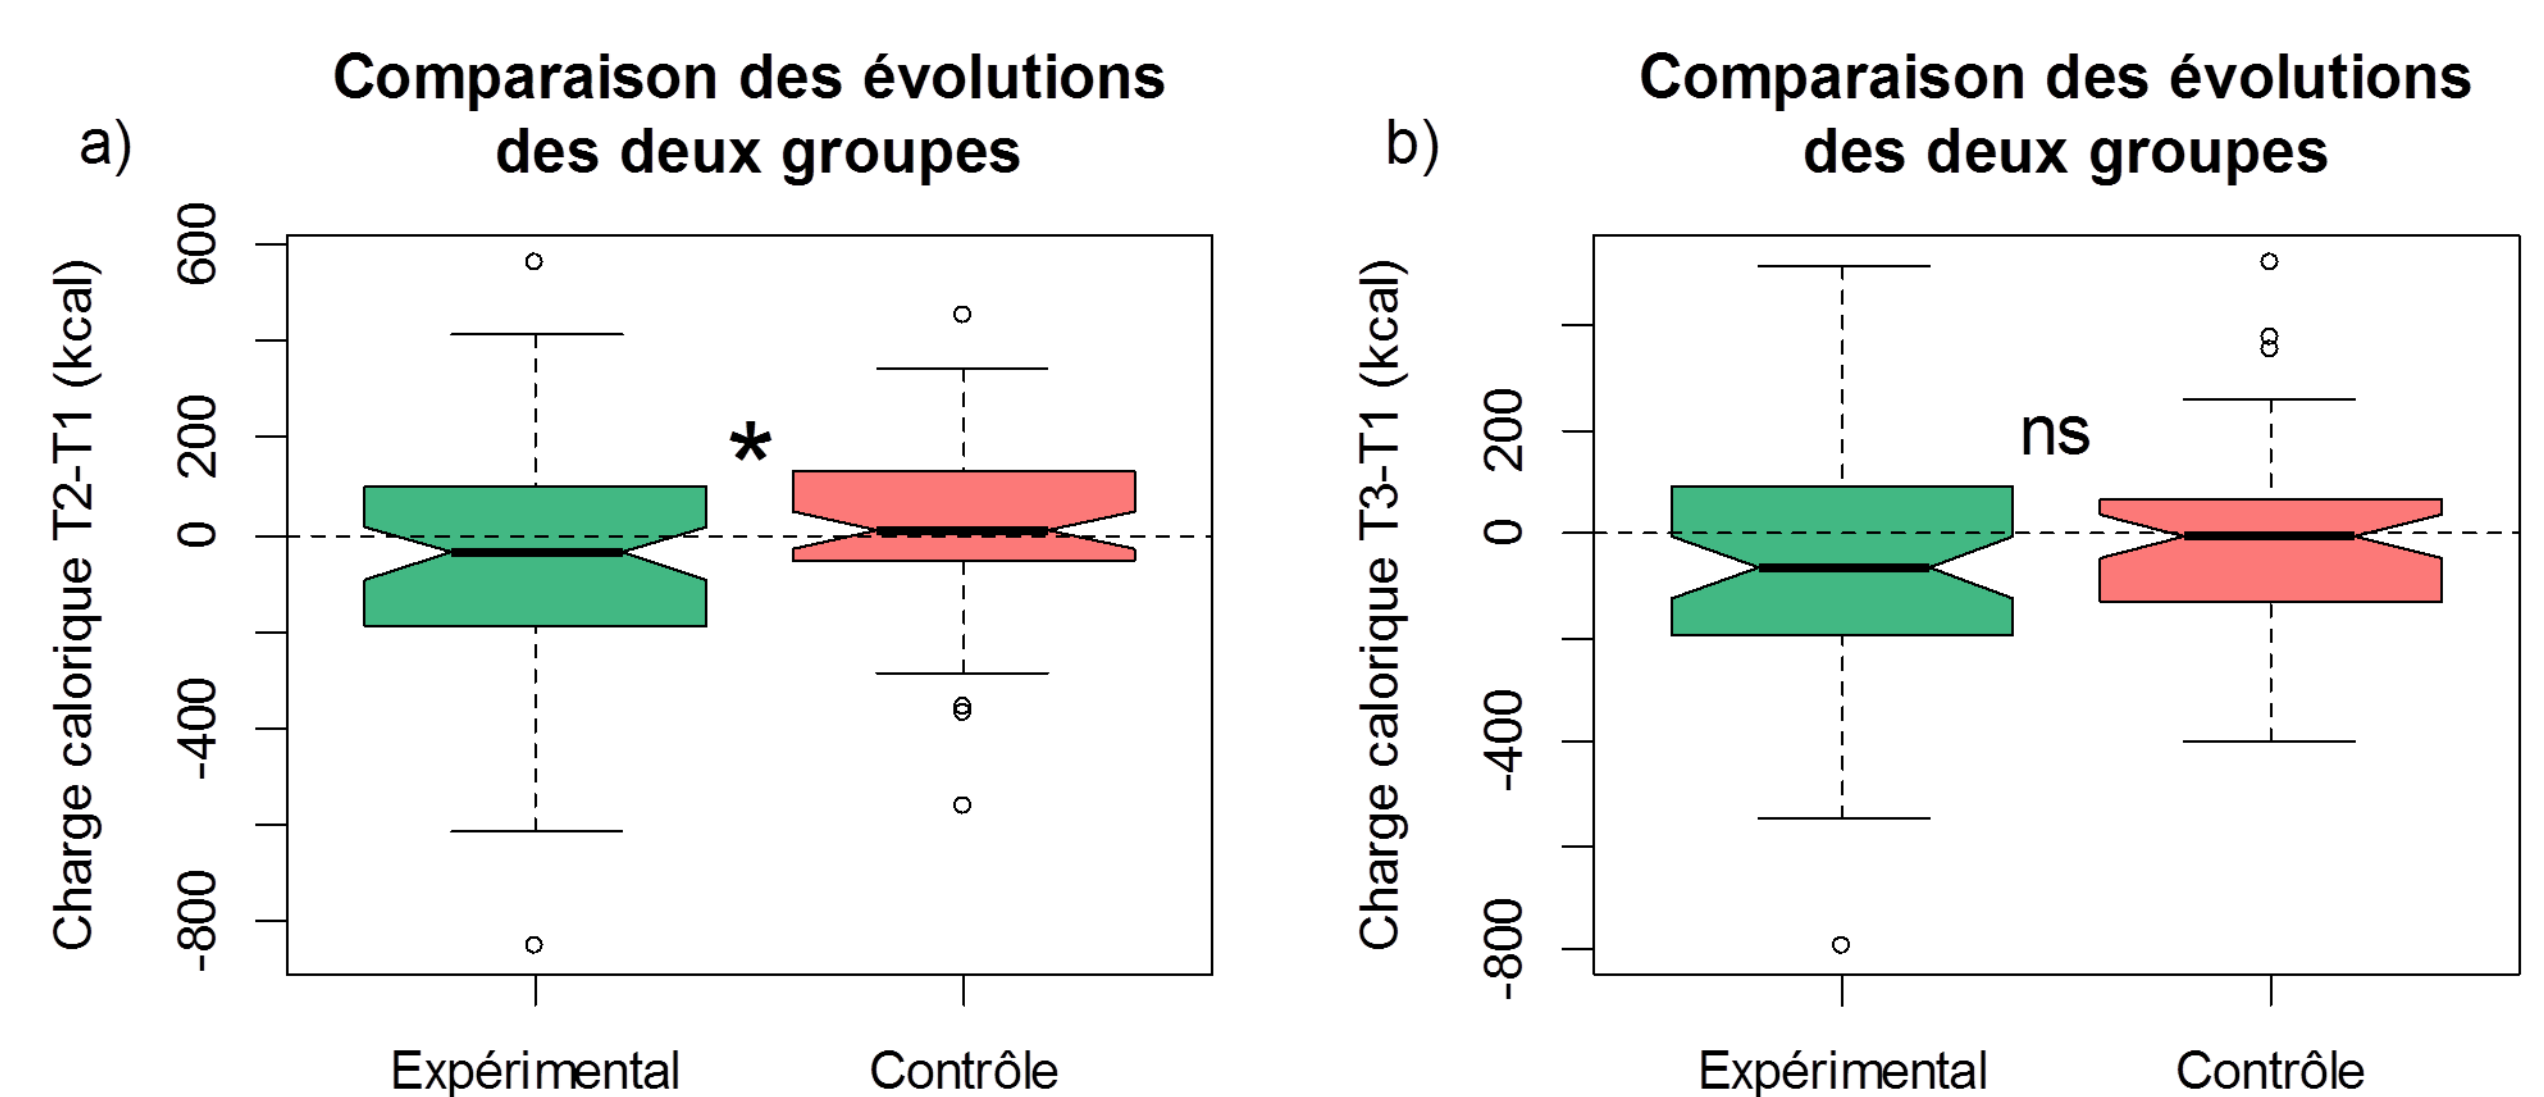 a)
Comparaison des évolutions
des deux groupes
Charge calorique T2-T1 (kcal)
600
200
0
-400
-800
*
Expérimental
Contrôle
b)
Comparaison des évolutions
des deux groupes
Charge calorique T3-T1 (kcal)
200
0
-400
-800
ns
Expérimental
Contrôle